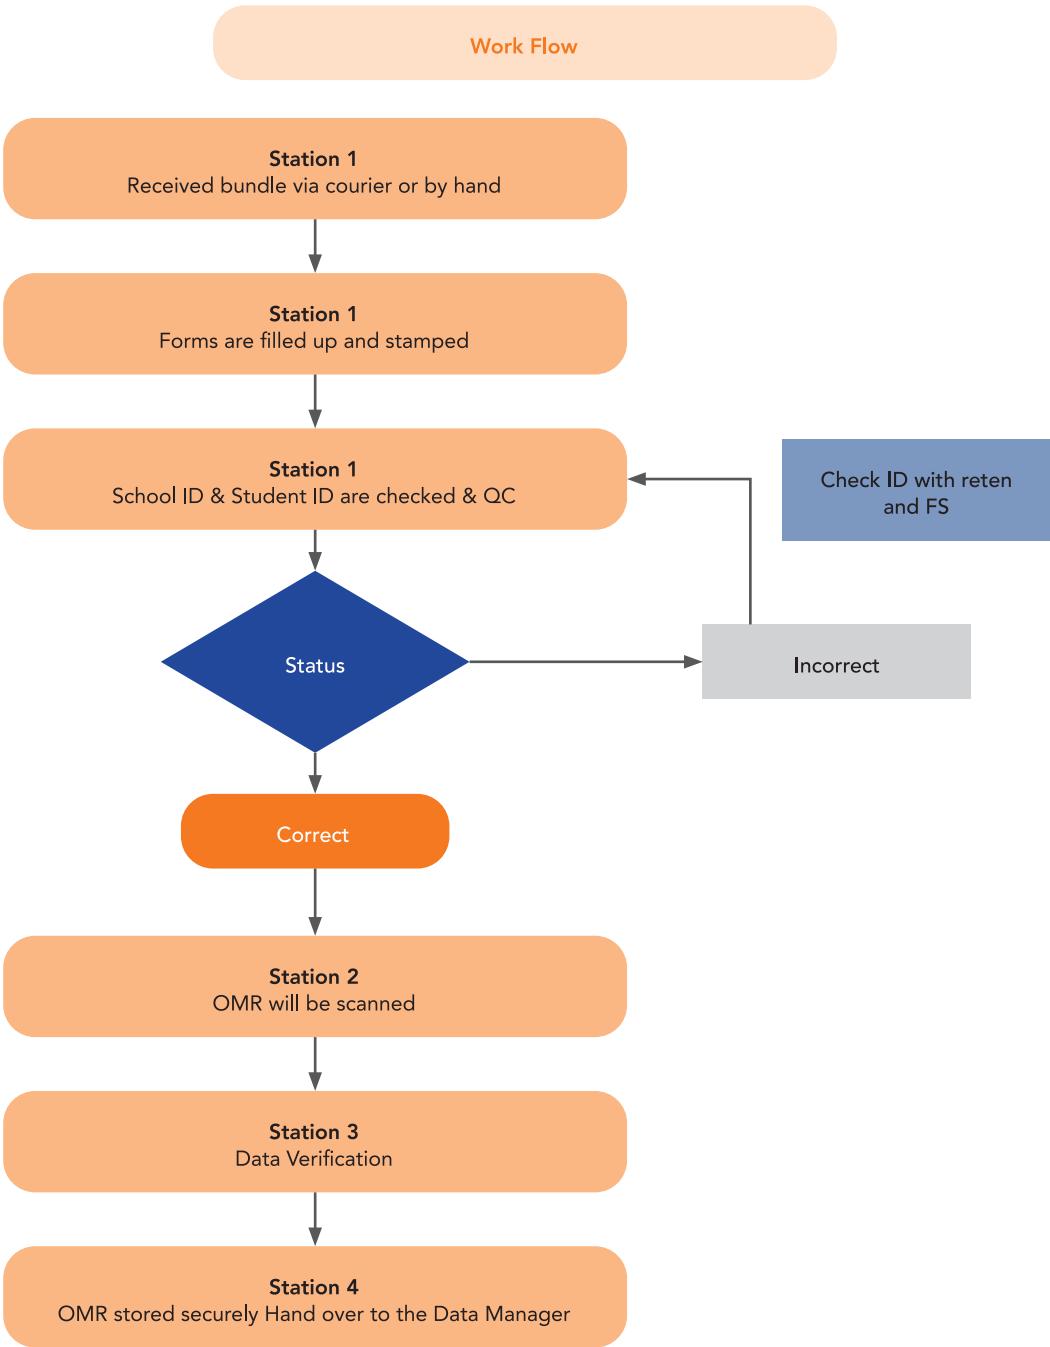 Work Flow
Station 1
Received bundle via courier or by hand
Station 1
Forms are filled up and stamped
Station 1
School ID & Student ID are checked & QC
Check ID with reten
and FS
Status
Incorrect
Correct
Station 2
OMR will be scanned
Station 3
Data Verification
Station 4
OMR stored securely Hand over to the Data Manager